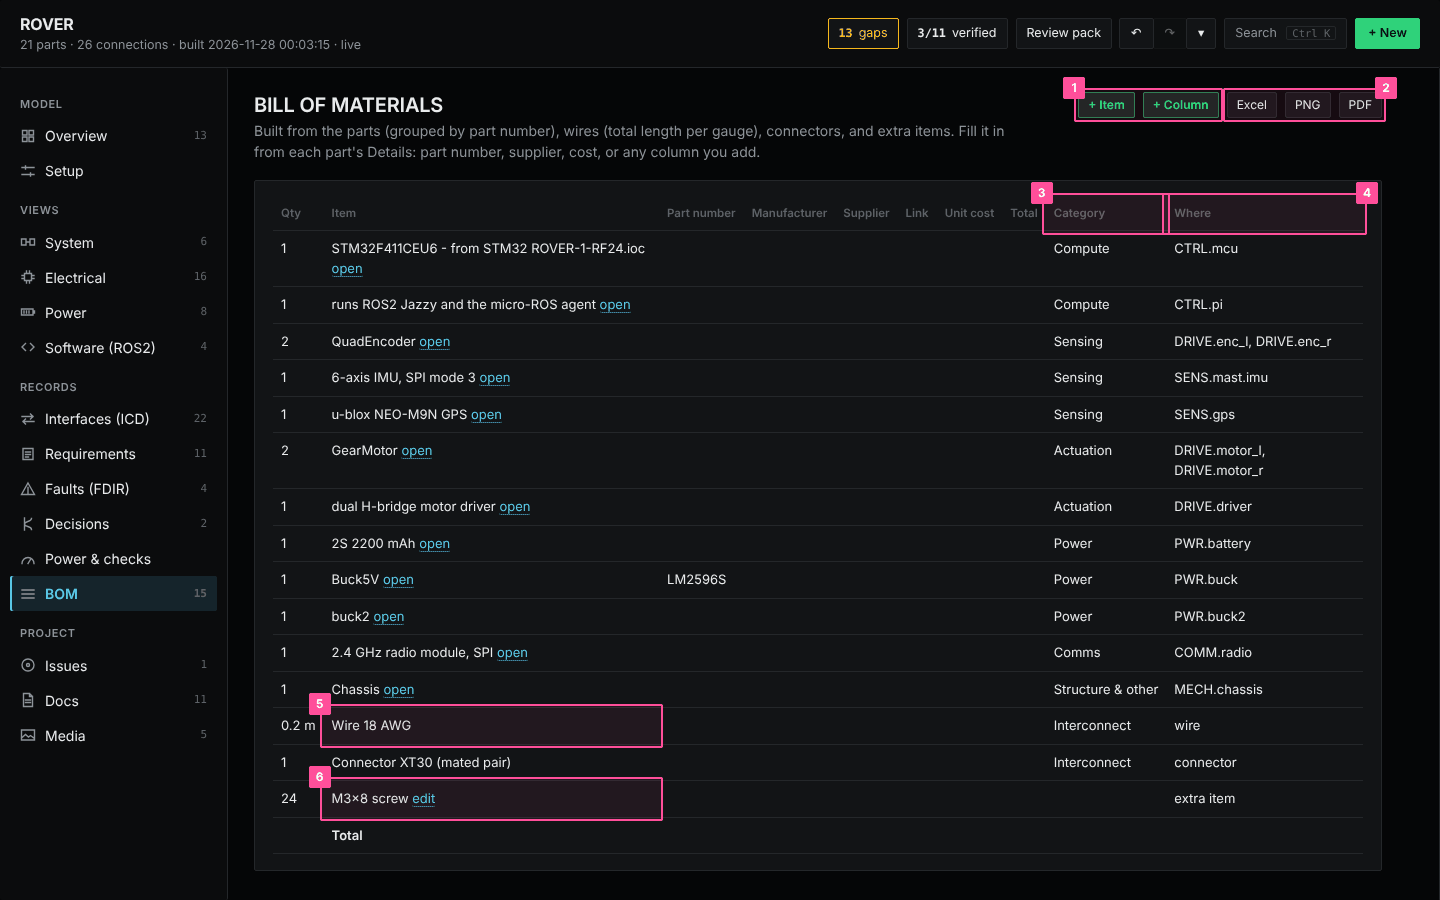 ROVER
21 parts · 26 connections · built 2026-11-28 00:03:15 · live
13 gaps
3/11 verified
Review pack
Search Ctrl K
+ New
MODEL
Overview 13
Setup
VIEWS
System 6
Electrical 16
Power 8
Software (ROS2) 4
RECORDS
Interfaces (ICD) 22
Requirements 11
Faults (FDIR) 4
Decisions 2
Power & checks
BOM 15
PROJECT
Issues 1
Docs 11
Media 5
BILL OF MATERIALS
Built from the parts (grouped by part number), wires (total length per gauge), connectors, and extra items. Fill it in
from each part's Details: part number, supplier, cost, or any column you add.
1
+ Item + Column
2
Excel PNG PDF
3
4
Qty Item Part number Manufacturer Supplier Link Unit cost Total Category Where
1 STM32F411CEU6 - from STM32 ROVER-1-RF24.ioc Compute CTRL.mcu
open
1 runs ROS2 Jazzy and the micro-ROS agent open Compute CTRL.pi
2 QuadEncoder open Sensing DRIVE.enc_l, DRIVE.enc_r
1 6-axis IMU, SPI mode 3 open Sensing SENS.mast.imu
1 u-blox NEO-M9N GPS open Sensing SENS.gps
2 GearMotor open Actuation DRIVE.motor_l,
DRIVE.motor_r
1 dual H-bridge motor driver open Actuation DRIVE.driver
1 2S 2200 mAh open Power PWR.battery
1 Buck5V open LM2596S Power PWR.buck
1 buck2 open Power PWR.buck2
1 2.4 GHz radio module, SPI open Comms COMM.radio
1 Chassis open Structure & other MECH.chassis
5
0.2 m Wire 18 AWG Interconnect wire
1 Connector XT30 (mated pair) Interconnect connector
6
24 M3×8 screw edit extra item
Total